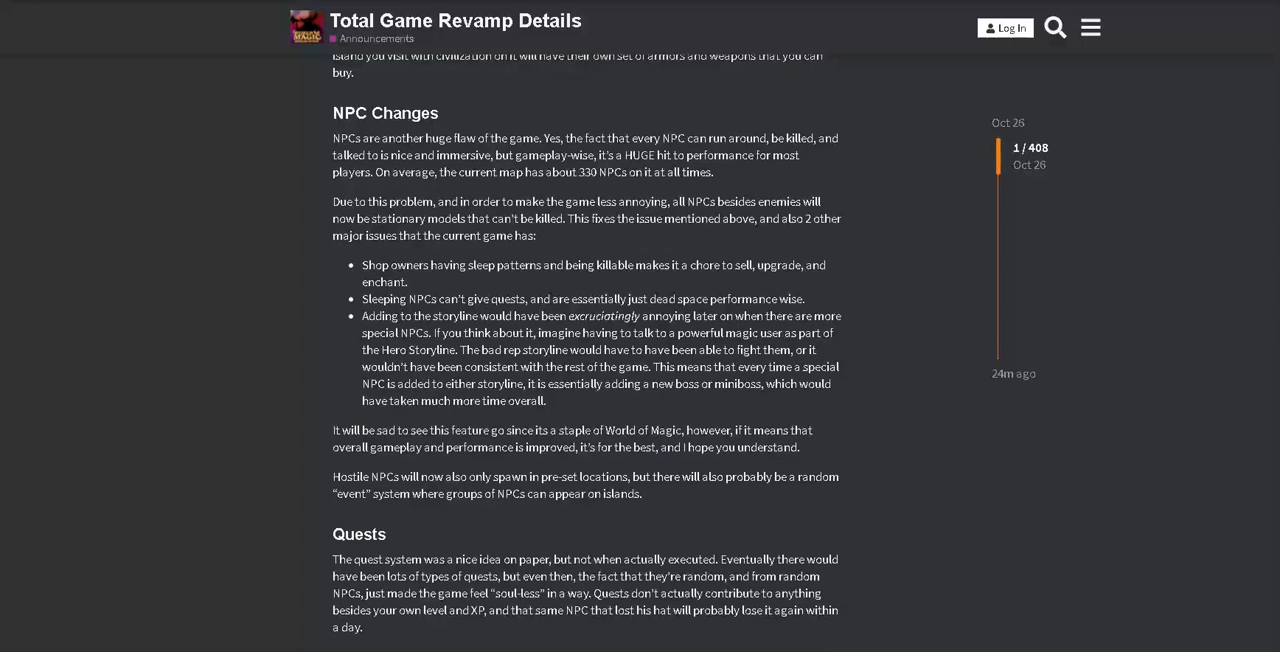 Total Game Revamp Details
Announcements
Log In
island you visit with civilization on it will have their own set of armors and weapons that you can
buy.
NPC Changes
NPCs are another huge flaw of the game. Yes, the fact that every NPC can run around, be killed, and
talked to is nice and immersive, but gameplay-wise, it's a HUGE hit to performance for most
players. On average, the current map has about 330 NPCs on it at all times.
Due to this problem, and in order to make the game less annoying, all NPCs besides enemies will
now be stationary models that can't be killed. This fixes the issue mentioned above, and also 2 other
major issues that the current game has:
• Shop owners having sleep patterns and being killable makes it a chore to sell, upgrade, and
enchant.
• Sleeping NPCs can't give quests, and are essentially just dead space performance wise.
• Adding to the storyline would have been excruciatingly annoying later on when there are more
special NPCs. If you think about it, imagine having to talk to a powerful magic user as part of
the Hero Storyline. The bad rep storyline would have to have been able to fight them, or it
wouldn't have been consistent with the rest of the game. This means that every time a special
NPC is added to either storyline, it is essentially adding a new boss or miniboss, which would
have taken much more time overall.
It will be sad to see this feature go since its a staple of World of Magic, however, if it means that
overall gameplay and performance is improved, it's for the best, and I hope you understand.
Hostile NPCs will now also only spawn in pre-set locations, but there will also probably be a random
“event” system where groups of NPCs can appear on islands.
Quests
The quest system was a nice idea on paper, but not when actually executed. Eventually there would
have been lots of types of quests, but even then, the fact that they're random, and from random
NPCs, just made the game feel “soul-less” in a way. Quests don't actually contribute to anything
besides your own level and XP, and that same NPC that lost his hat will probably lose it again within
a day.
Oct 26
1 / 408
Oct 26
24m ago